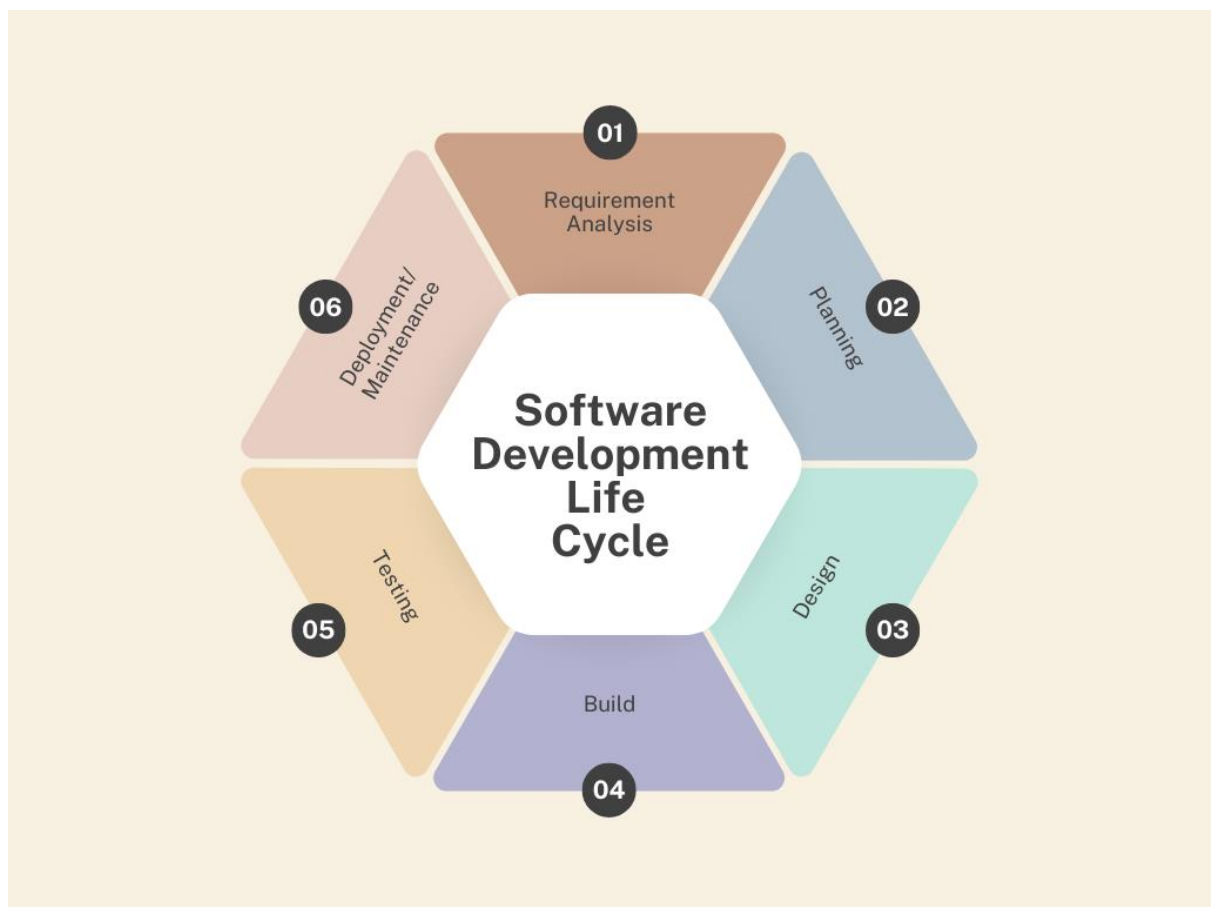 01
Requirement
Analysis
02
Planning
03
Design
04
Build
05
Testing
06
Deployment/
Maintenance
Software
Development
Life
Cycle